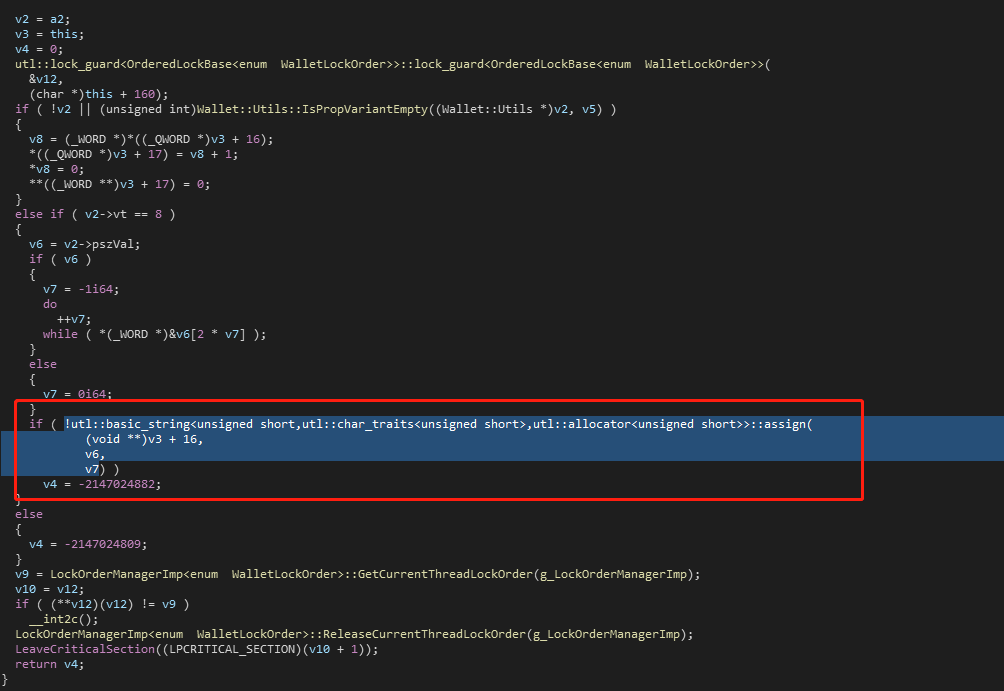 v2 = a2;
v3 = this;
v4 = 0;
utl::lock_guard<OrderedLockBase<enum  WalletLockOrder>>::lock_guard<OrderedLockBase<enum  WalletLockOrder>>(
&v12,
(char *)this + 160);
if ( !v2 || (unsigned int)Wallet::Utils::IsPropVariantEmpty((Wallet::Utils *)v2, v5) )
{
v8 = (_WORD *)*((_QWORD *)v3 + 16);
*((_QWORD *)v3 + 17) = v8 + 1;
*v8 = 0;
**((_WORD **)v3 + 17) = 0;
}
else if ( v2->vt == 8 )
{
v6 = v2->pszVal;
if ( v6 )
{
v7 = -1i64;
do
++v7;
while ( *(_WORD *)&v6[2 * v7] );
}
else
{
v7 = 0i64;
}
if ( !utl::basic_string<unsigned short,utl::char_traits<unsigned short>,utl::allocator<unsigned short>>::assign(
(void **)v3 + 16,
v6,
v7) )
v4 = -2147024882;
}
else
{
v4 = -2147024809;
}
v9 = LockOrderManagerImp<enum  WalletLockOrder>::GetCurrentThreadLockOrder(g_LockOrderManagerImp);
v10 = v12;
if ( (**v12)(v12) != v9 )
__int2c();
LockOrderManagerImp<enum  WalletLockOrder>::ReleaseCurrentThreadLockOrder(g_LockOrderManagerImp);
LeaveCriticalSection((LPCRITICAL_SECTION)(v10 + 1));
return v4;
}